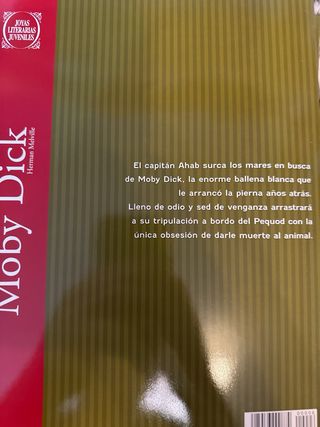 JOYAS
LITERARIAS
JUVENILES
Moby Dick
Herman Melville
El capitán Ahab surca los mares en busca
de Moby Dick, la enorme ballena blanca que
le arrancó la pierna años atrás.
Lleno de odio y sed de venganza arrastrará
a su tripulación a bordo del Pequod con la
única obsesión de darle muerte al animal.